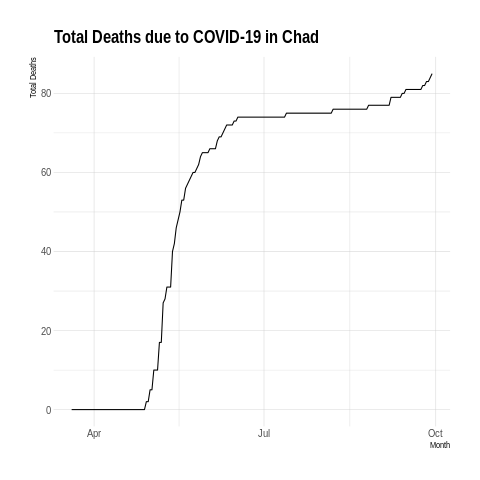 Total Deaths due to COVID-19 in Chad
Total Deaths
80
60
40
20
0
Apr
Jul
Oct
Month